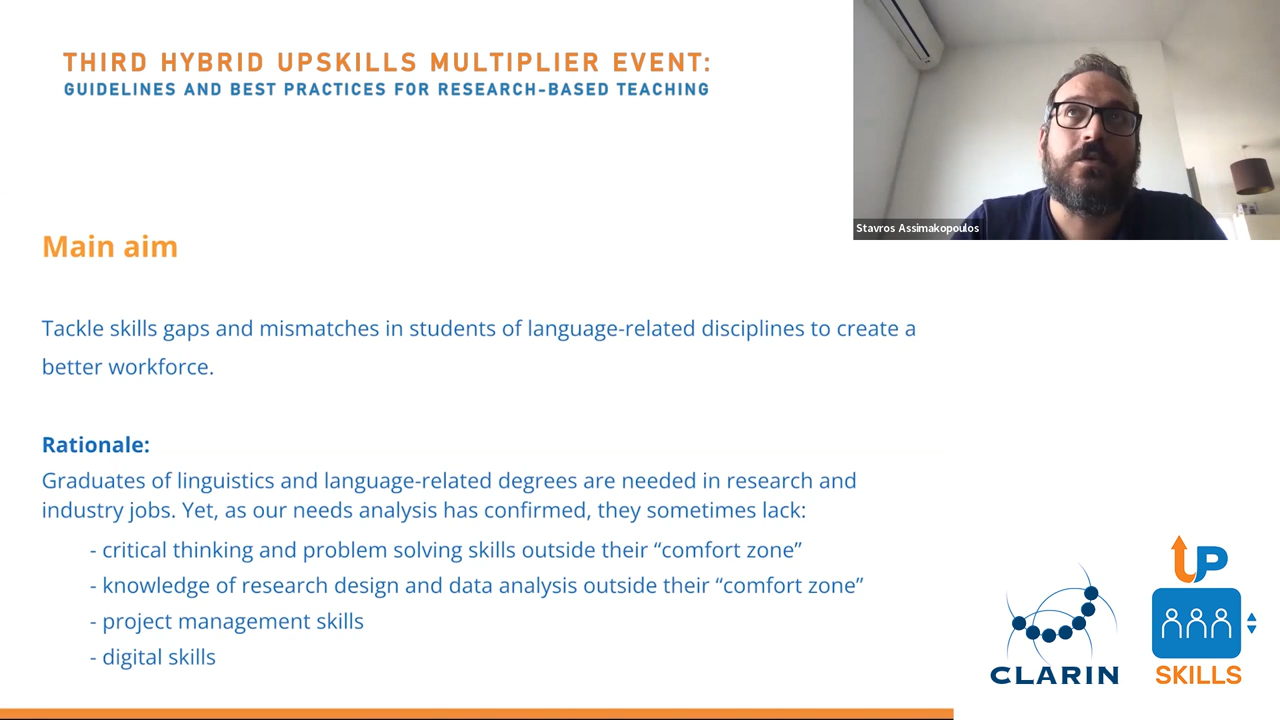 THIRD HYBRID UPSKILLS MULTIPLIER EVENT:
GUIDELINES AND BEST PRACTICES FOR RESEARCH-BASED TEACHING
Stavros Assimakopoulos
Main aim
Tackle skills gaps and mismatches in students of language-related disciplines to create a
better workforce.
Rationale:
Graduates of linguistics and language-related degrees are needed in research and
industry jobs. Yet, as our needs analysis has confirmed, they sometimes lack:
- critical thinking and problem solving skills outside their “comfort zone”
- knowledge of research design and data analysis outside their “comfort zone”
- project management skills
- digital skills
CLARIN
UP
SKILLS